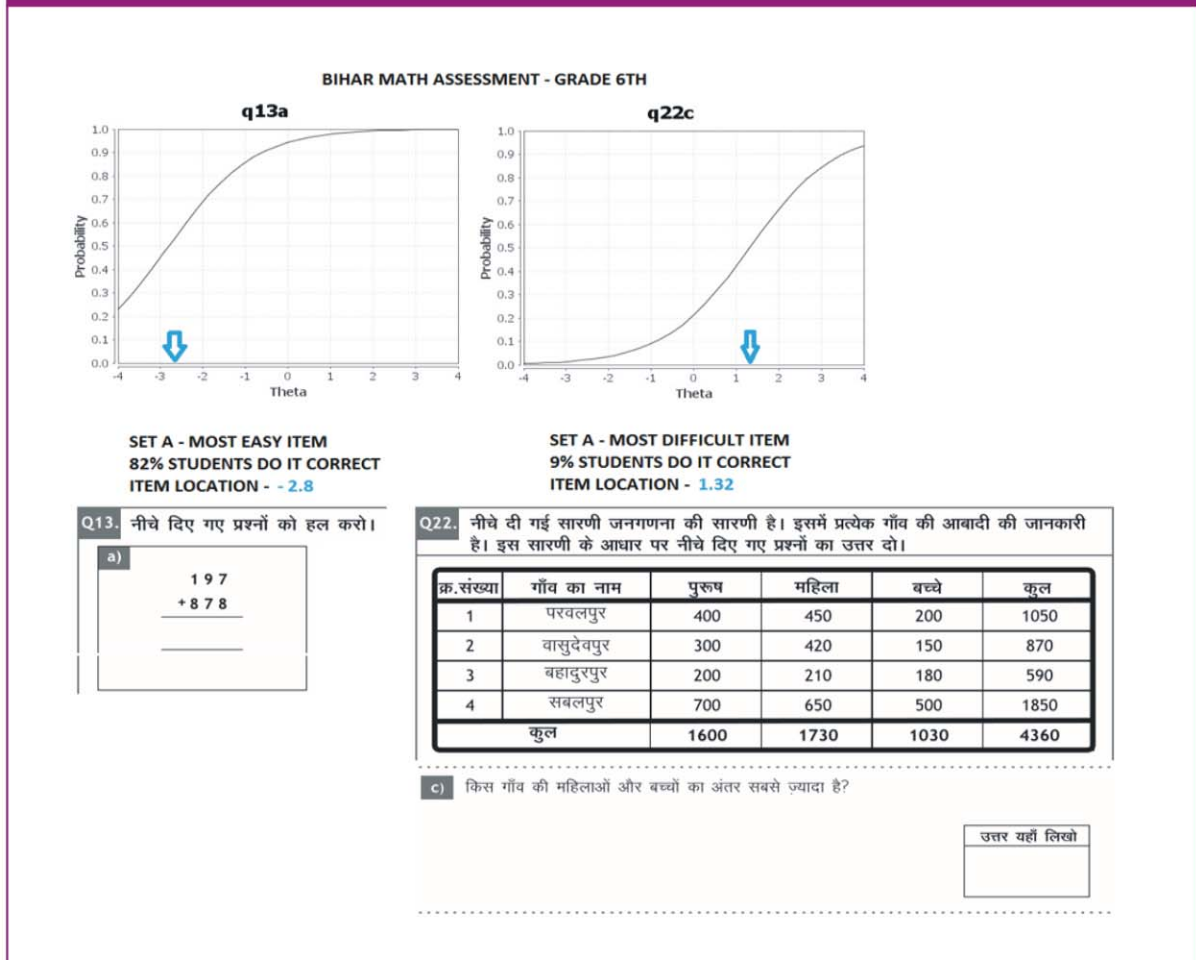 BIHAR MATH ASSESSMENT - GRADE 6TH
q13a
1.0
0.9
0.8
0.7
0.6
0.5
0.4
0.3
0.2
0.1
0.0
Probability
-4 -3 -2 -1 0 1 2 3 4
Theta
q22c
1.0
0.9
0.8
0.7
0.6
0.5
0.4
0.3
0.2
0.1
0.0
Probability
-4 -3 -2 -1 0 1 2 3 4
Theta
SET A - MOST EASY ITEM
82% STUDENTS DO IT CORRECT
ITEM LOCATION - - 2.8
SET A - MOST DIFFICULT ITEM
9% STUDENTS DO IT CORRECT
ITEM LOCATION - 1.32
Q13. नीचे दिए गए प्रश्नों को हल करो।
a)
1 9 7
+ 8 7 8
Q22. नीचे दी गई सारणी जनगणना की सारणी है। इसमें प्रत्येक गाँव की आबादी की जानकारी
है। इस सारणी के आधार पर नीचे दिए गए प्रश्नों का उत्तर दो।
क्र.संख्या गाँव का नाम पुरूष महिला बच्चे कुल
1 परवलपुर 400 450 200 1050
2 वासुदेवपुर 300 420 150 870
3 बहादुरपुर 200 210 180 590
4 सबलपुर 700 650 500 1850
कुल 1600 1730 1030 4360
c) किस गाँव की महिलाओं और बच्चों का अंतर सबसे ज़्यादा है?
उत्तर यहाँ लिखो